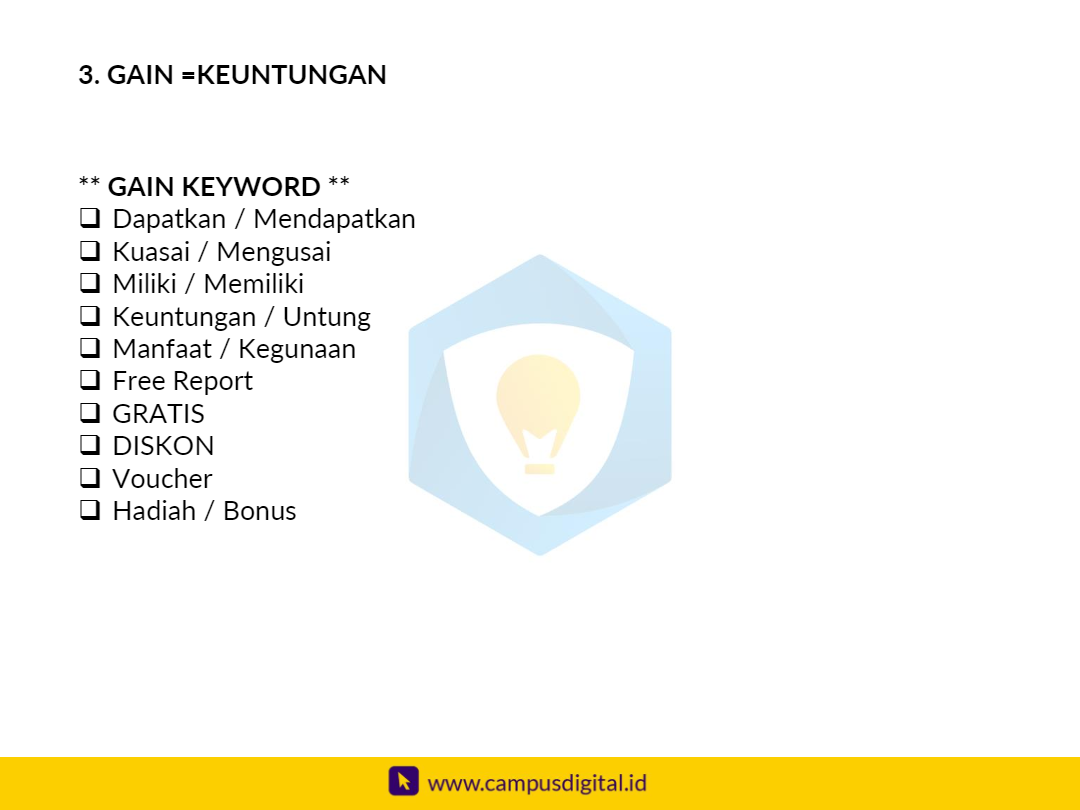 3. GAIN =KEUNTUNGAN
** GAIN KEYWORD **
❑ Dapatkan / Mendapatkan
❑ Kuasai / Mengusai
❑ Miliki / Memiliki
❑ Keuntungan / Untung
❑ Manfaat / Kegunaan
❑ Free Report
❑ GRATIS
❑ DISKON
❑ Voucher
❑ Hadiah / Bonus
www.campusdigital.id